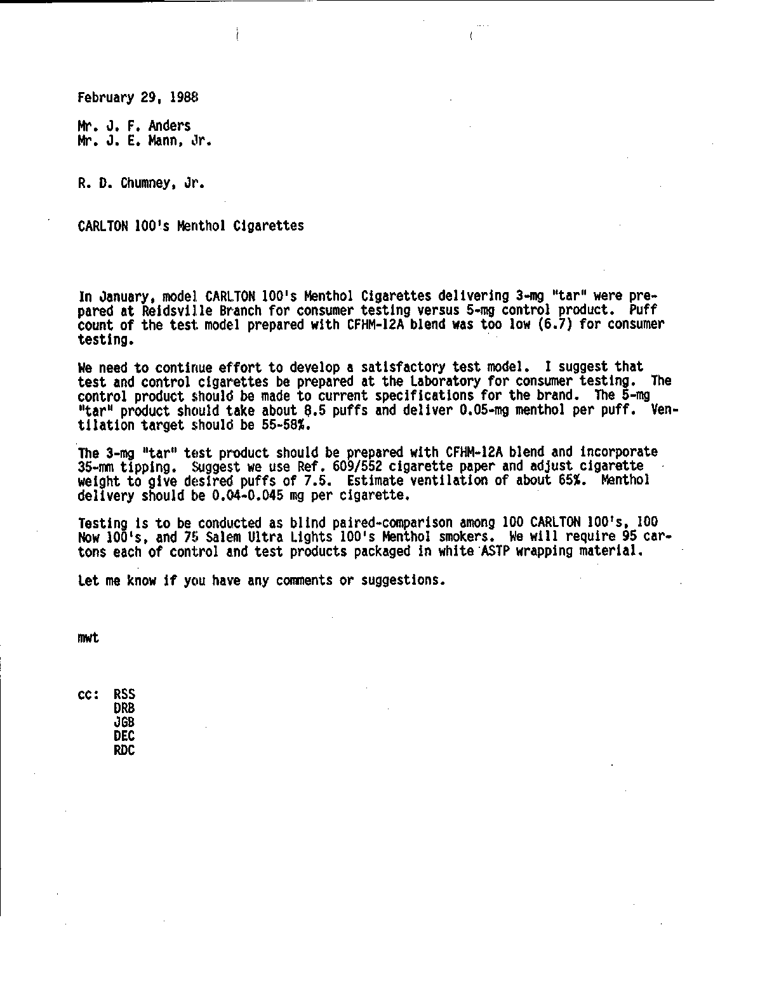 February 29, 1988
Mr. J. F. Anders
Mr. J. E. Mann, Jr.
R. D. Chumney, Jr.
CARLTON 100's Menthol Cigarettes
In January, model CARLTON 100's Menthol Cigarettes delivering 3-mg "tar" were pre-
pared at Reidsville Branch for consumer testing versus 5-mg control product. Puff
count of the test model prepared with CFHM-12A blend was too low (6.7) for consumer
testing.
We need to continue effort to develop a satisfactory test model. I suggest that
test and control cigarettes be prepared at the Laboratory for consumer testing. The
control product should be made to current specifications for the brand. The 5-mg
"tar" product should take about 8.5 puffs and deliver 0.05-mg menthol per puff. Ven-
tilation target should be 55-58%.
The 3-mg "tar" test product should be prepared with CFHM-12A blend and incorporate
35-mm tipping. Suggest we use Ref. 609/552 cigarette paper and adjust cigarette
weight to give desired puffs of 7.5. Estimate ventilation of about 65%. Menthol
delivery should be 0.04-0.045 mg per cigarette.
Testing is to be conducted as blind paired-comparison among 100 CARLTON 100's, 100
Now 100's, and 75 Salem Ultra Lights 100's Menthol smokers. We will require 95 car-
tons each of control and test products packaged in white ASTP wrapping material.
Let me know if you have any comments or suggestions.
mwt
cc: RSS
DRB
JGB
DEC
RDC